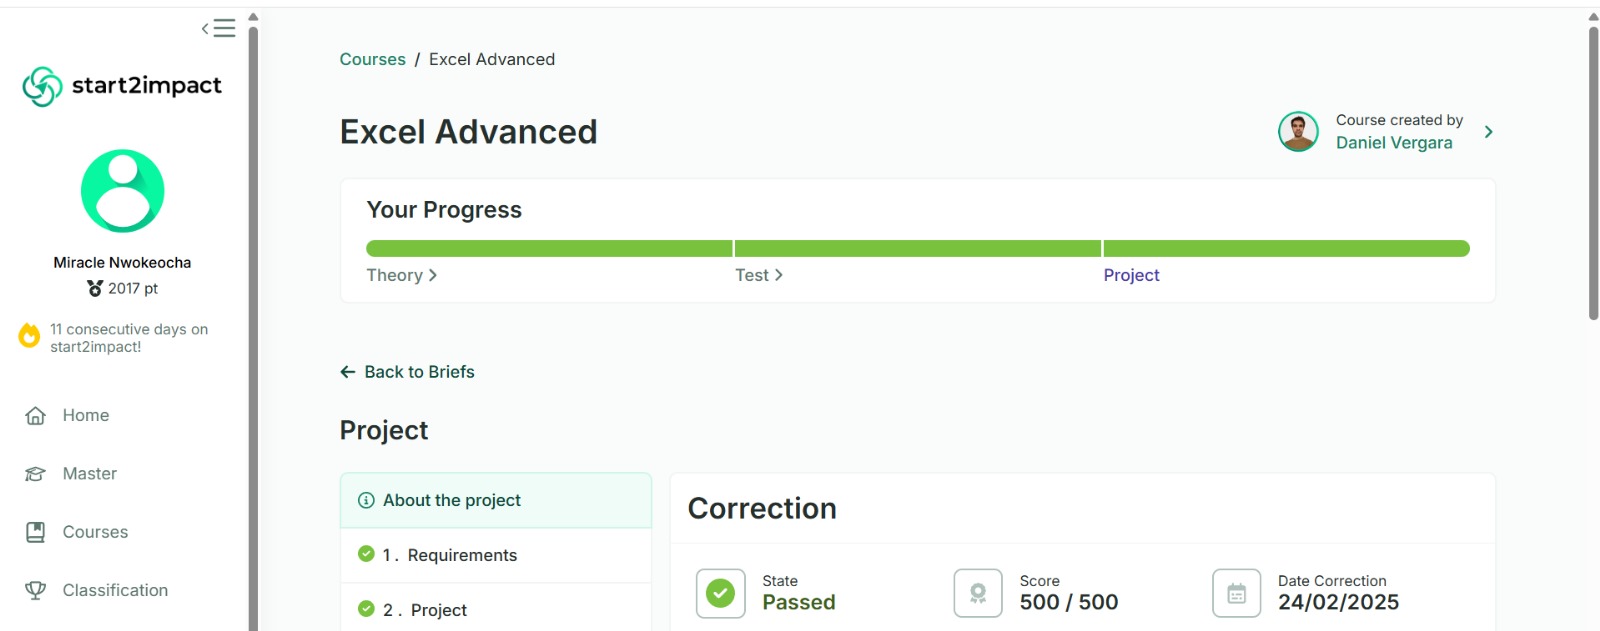 start2impact
Miracle Nwokeocha
2017 pt
11 consecutive days on
start2impact!
Home
Master
Courses
Classification
Courses / Excel Advanced
Excel Advanced
Course created by
Daniel Vergara
Your Progress
Theory
Test
Project
Back to Briefs
Project
About the project
1 . Requirements
2 . Project
Correction
State
Passed
Score
500 / 500
Date Correction
24/02/2025